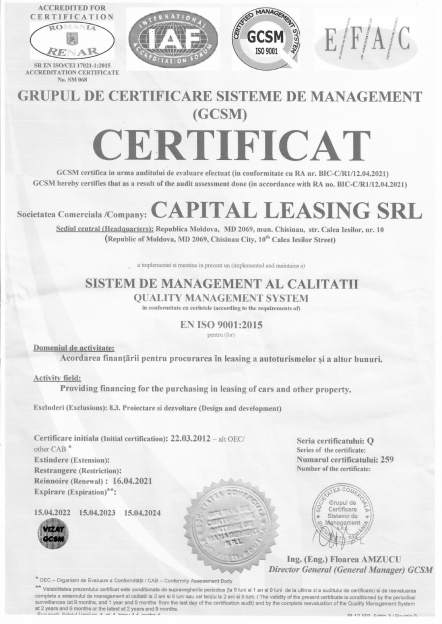 ACCREDITED FOR
CERTIFICATION
ROMANIA
RENAR
SR EN ISO/CEI 17021-1:2015
ACCREDITATION CERTIFICATE
No. SM 068
INTERNATIONAL
IAF
ACCREDITATION FORUM
CERTIFIED MANAGEMENT SYSTEM
GCSM
ISO 9001
E/F/A/C
GRUPUL DE CERTIFICARE SISTEME DE MANAGEMENT
(GCSM)
CERTIFICAT
GCSM certifica in urma auditului de evaluare efectuat (in conformitate cu RA nr. BIC-C/R1/12.04.2021)
GCSM hereby certifies that as a result of the audit assessment done (in accordance with RA no. BIC-C/R1/12.04.2021)
Societatea Comerciala /Company: CAPITAL LEASING SRL
Sediul central (Headquarters): Republica Moldova, MD 2069, mun. Chisinau, str. Calea Iesilor, nr. 10
(Republic of Moldova, MD 2069, Chisinau City, 10th Calea Iesilor Street)
a implementat si mentine in prezent un (implemented and maintains a)
SISTEM DE MANAGEMENT AL CALITATII
QUALITY MANAGEMENT SYSTEM
in conformitate cu cerintele (according to the requirements of)
EN ISO 9001:2015
pentru (for)
Domeniul de activitate:
Acordarea finanțării pentru procurarea în leasing a autoturismelor și a altor bunuri.
Activity field:
Providing financing for the purchasing in leasing of cars and other property.
Excluderi (Exclusions): 8.3. Proiectare si dezvoltare (Design and development)
Certificare initiala (Initial certification): 22.03.2012 – alt OEC/
other CAB *
Extindere (Extension):
Restrangere (Restriction):
Reinnoire (Renewal) : 16.04.2021
Expirare (Expiration)**:
Seria certificatului: Q
Series of the certificate:
Numarul certificatului: 259
Number of the certificate:
15.04.2022 15.04.2023 15.04.2024
VIZAT
GCSM
SOCIETATEA COMERCIALA
Grupul de
Certificare
Sisteme de
Management
Ing. (Eng.) Floarea AMZUCU
Director General (General Manager) GCSM
* OEC – Organism de Evaluare a Conformității / CAB – Conformity Assessment Body
** Valabilitatea prezentului certificat este conditionata de supravegherile periodice (la 9 luni si 1 an si 9 luni de la ultima zi a auditului de certificare) si de reevaluarea
completa a sistemului de management al calitatii la 2 ani si 6 luni sau cel tarziu la 2 ani si 9 luni. / The validity of the present certificate is conditioned by the periodical
surveillances (at 9 months, and 1 year and 9 months from the last day of the certification audit) and by the complete reevaluation of the Quality Management System
at 2 years and 6 months or the latest at 2 years and 9 months.